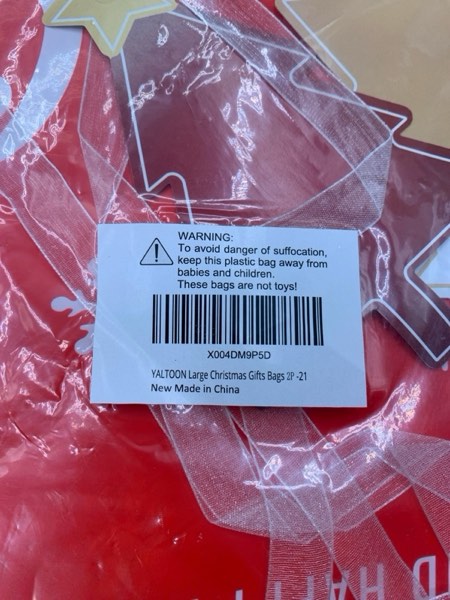 WARNING:
To avoid danger of suffocation,
keep this plastic bag away from
babies and children.
These bags are not toys!
X004DM9P5D
YALTOON Large Christmas Gifts Bags 2P -21
New Made in China